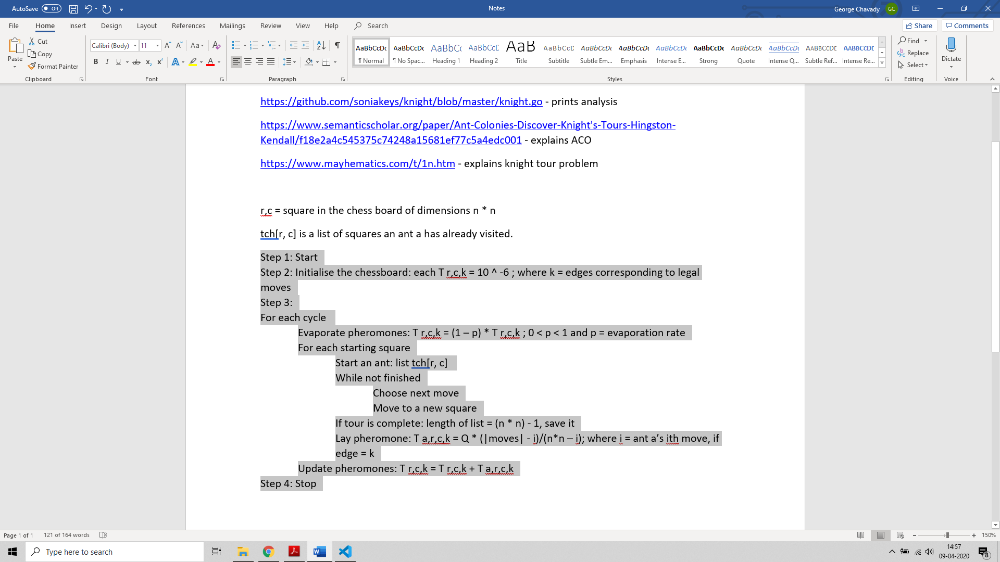 AutoSave Off Notes George Chavady GC
File Home Insert Design Layout References Mailings Review View Help Search Share Comments
Paste Cut Copy Format Painter
Calibri (Body) 11
AaBbCcDc AaBbCcDc AaBbCc AaBbCcD AaB AaBbCcD AaBbCcDc AaBbCcDc AaBbCcDc AaBbCcDc AaBbCcDc AaBbCcDc AABBCCDE AABBCCDE
¶ Normal ¶ No Spac... Heading 1 Heading 2 Title Subtitle Subtle Em... Emphasis Intense E... Strong Quote Intense Q... Subtle Ref... Intense Re...
Find Replace Select Dictate
Clipboard Font Paragraph Styles Editing Voice
https://github.com/soniakeys/knight/blob/master/knight.go - prints analysis
https://www.semanticscholar.org/paper/Ant-Colonies-Discover-Knight's-Tours-Hingston-
Kendall/f18e2a4c545375c74248a15681ef77c5a4edc001 - explains ACO
https://www.mayhematics.com/t/1n.htm - explains knight tour problem
r,c = square in the chess board of dimensions n * n
tch[r, c] is a list of squares an ant a has already visited.
Step 1: Start
Step 2: Initialise the chessboard: each T r,c,k = 10 ^ -6 ; where k = edges corresponding to legal
moves
Step 3:
For each cycle
Evaporate pheromones: T r,c,k = (1 – p) * T r,c,k ; 0 < p < 1 and p = evaporation rate
For each starting square
Start an ant: list tch[r, c]
While not finished
Choose next move
Move to a new square
If tour is complete: length of list = (n * n) - 1, save it
Lay pheromone: T a,r,c,k = Q * (|moves| - i)/(n*n – i); where i = ant a’s ith move, if
edge = k
Update pheromones: T r,c,k = T r,c,k + T a,r,c,k
Step 4: Stop
Page 1 of 1 121 of 164 words 150%
Type here to search
14:57
09-04-2020
8